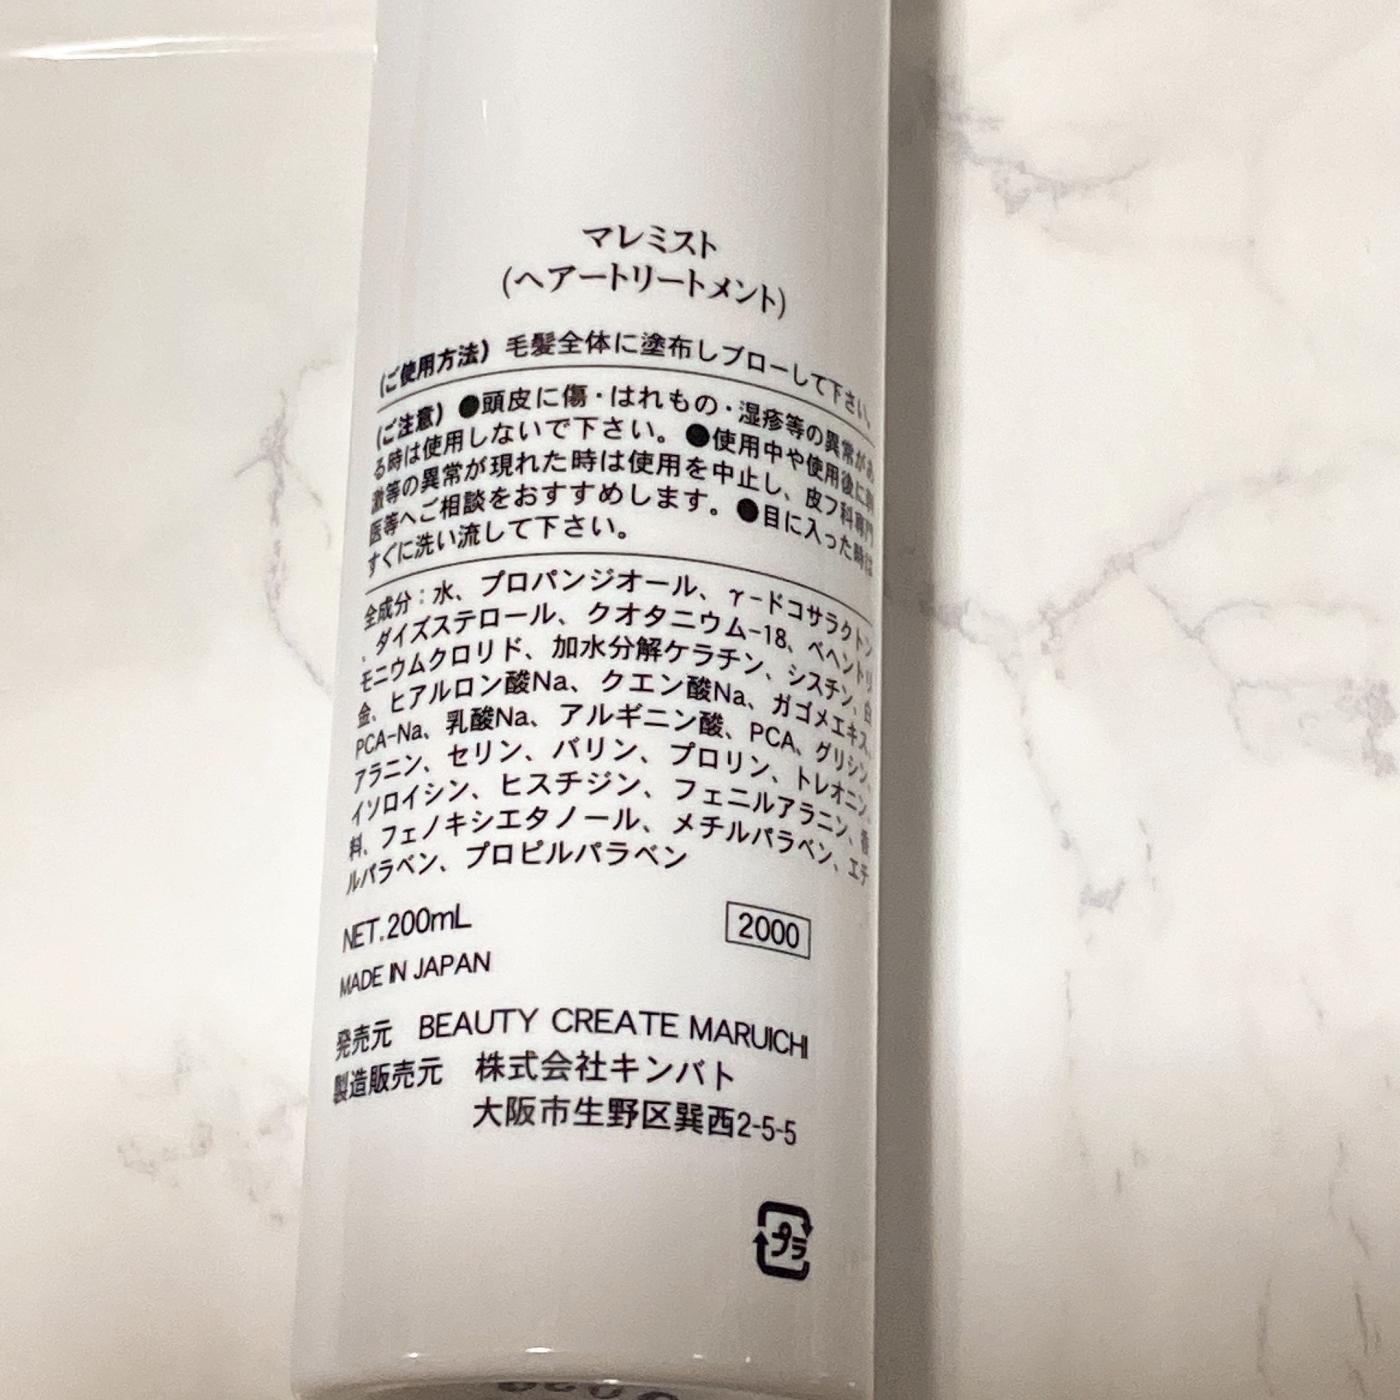 マレミスト
(ヘアートリートメント)
(ご使用方法) 毛髪全体に塗布しブローして下さい。
(ご注意) ●頭皮に傷・はれもの・湿疹等の異常があ
る時は使用しないで下さい。●使用中や使用後に刺
激等の異常が現れた時は使用を中止し、皮フ科専門
医等へご相談をおすすめします。●目に入った時は
すぐに洗い流して下さい。
全成分：水、プロパンジオール、γ-ドコサラクトン
、ダイズステロール、クオタニウム-18、ベヘントリ
モニウムクロリド、加水分解ケラチン、シスチン、白
金、ヒアルロン酸Na、クエン酸Na、ガゴメエキス、
PCA-Na、乳酸Na、アルギニン酸、PCA、グリシン、
アラニン、セリン、バリン、プロリン、トレオニン、
イソロイシン、ヒスチジン、フェニルアラニン、香
料、フェノキシエタノール、メチルパラベン、エチ
ルパラベン、プロピルパラベン
NET.200mL
2000
MADE IN JAPAN
発売元 BEAUTY CREATE MARUICHI
製造販売元 株式会社キンバト
大阪市生野区巽西2-5-5
プラ